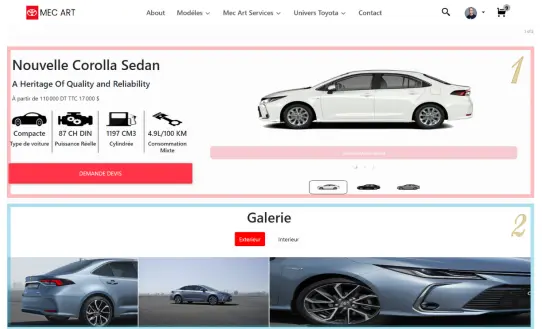 MEC ART
About Modèles Mec Art Services Univers Toyota Contact
Nouvelle Corolla Sedan
A Heritage Of Quality and Reliability
À partir de 110 000 DT TTC 17 000 $
Compacte 87 CH DIN 1197 CM3 4.9L/100 KM
Type de voiture Puissance Réelle Cylindrée Consommation
Mixte
DEMANDE DEVIS
1
Galerie
2
Exterieur Interieur